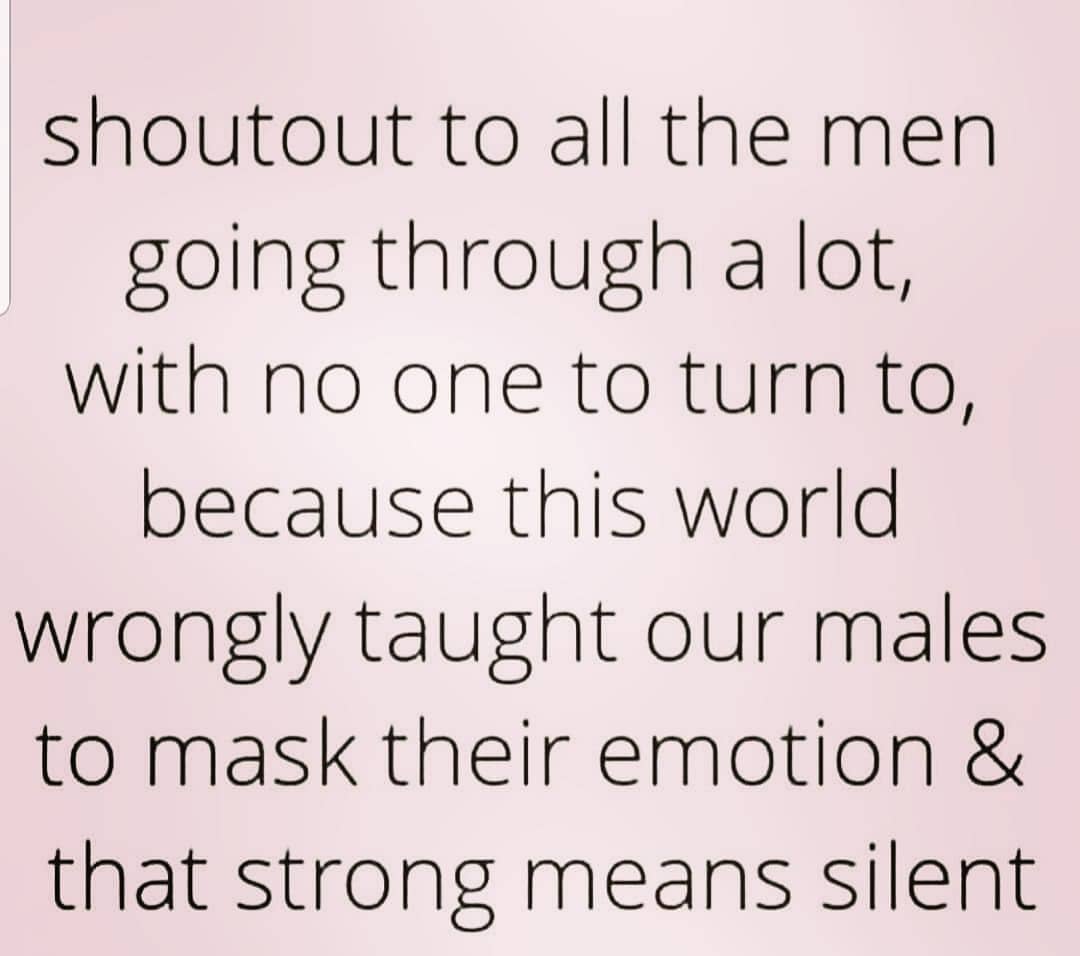 shoutout to all the men
going through a lot,
with no one to turn to,
because this world
wrongly taught our males
to mask their emotion &
that strong means silent